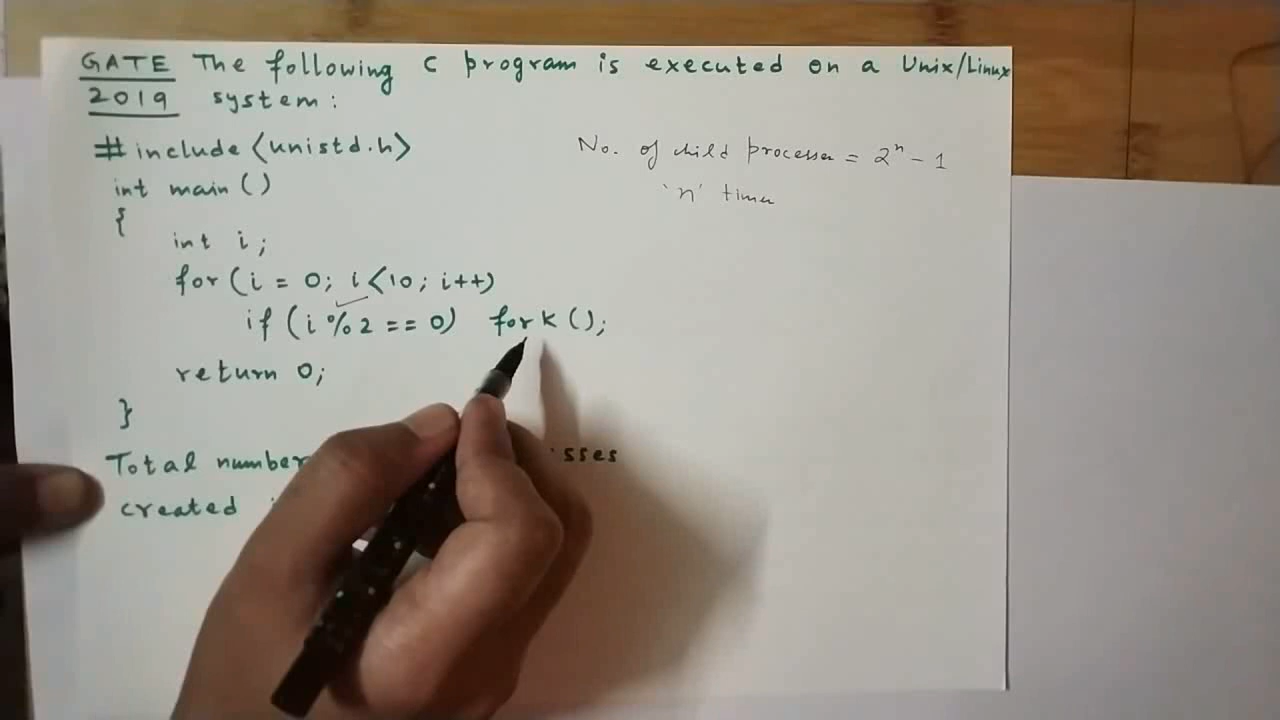 GATE The following C program is executed on a Unix/Linux
2019 system:
#include <unistd.h>
int main ()
{
int i;
for (i = 0; i < 10; i++)
if (i % 2 == 0) fork ();
return 0;
}
Total number sses
created
No. of child processes = 2ⁿ - 1
'n' times